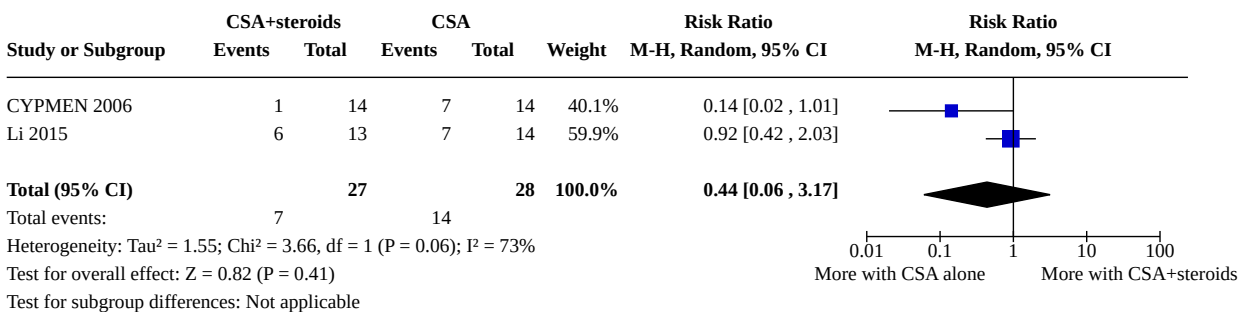 CSA+steroids CSA Risk Ratio Risk Ratio
Study or Subgroup Events Total Events Total Weight M-H, Random, 95% CI M-H, Random, 95% CI
CYPMEN 2006 1 14 7 14 40.1% 0.14 [0.02 , 1.01]
Li 2015 6 13 7 14 59.9% 0.92 [0.42 , 2.03]
Total (95% CI) 27 28 100.0% 0.44 [0.06 , 3.17]
Total events: 7 14
Heterogeneity: Tau² = 1.55; Chi² = 3.66, df = 1 (P = 0.06); I² = 73%
0.01 0.1 1 10 100
Test for overall effect: Z = 0.82 (P = 0.41)
More with CSA alone More with CSA+steroids
Test for subgroup differences: Not applicable